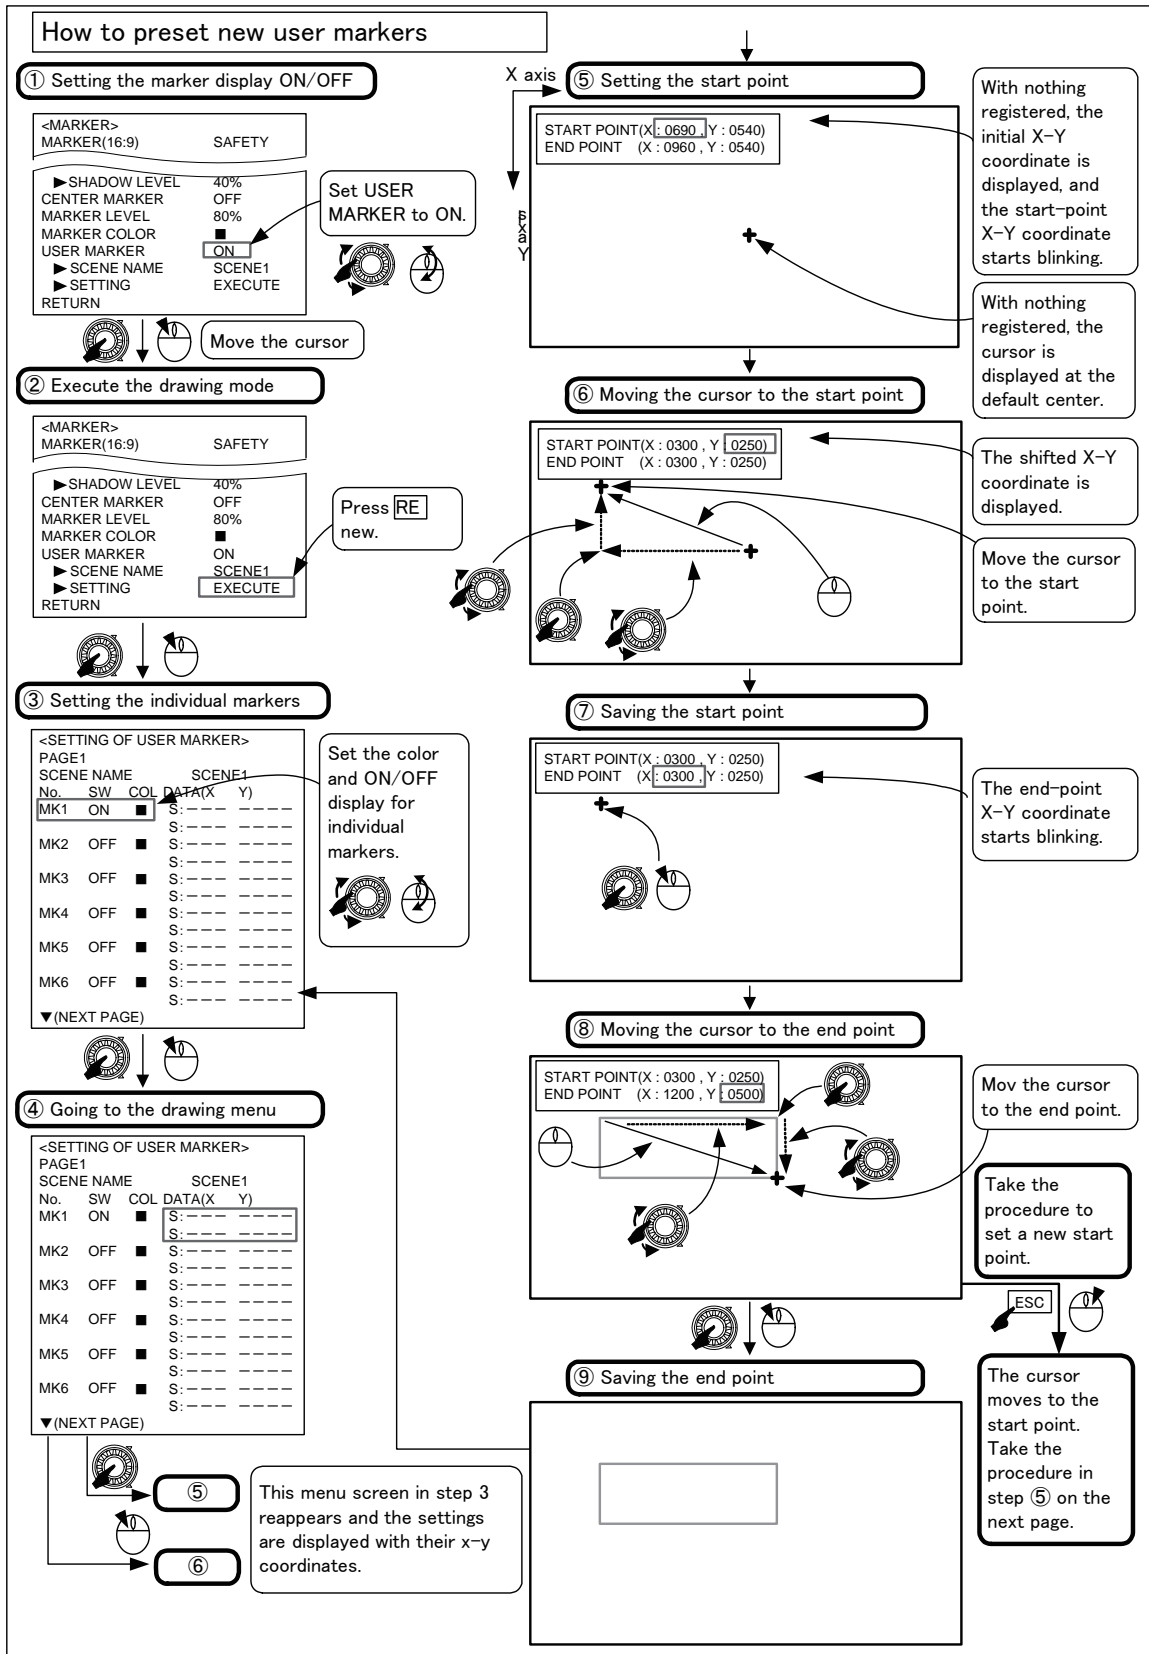 How to preset new user markers
① Setting the marker display ON/OFF
<MARKER>
MARKER(16:9) SAFETY
▶SHADOW LEVEL 40%
CENTER MARKER OFF
MARKER LEVEL 80%
MARKER COLOR ■
USER MARKER ON
▶SCENE NAME SCENE1
▶SETTING EXECUTE
RETURN
Set USER
MARKER to ON.
Move the cursor
② Execute the drawing mode
<MARKER>
MARKER(16:9) SAFETY
▶SHADOW LEVEL 40%
CENTER MARKER OFF
MARKER LEVEL 80%
MARKER COLOR ■
USER MARKER ON
▶SCENE NAME SCENE1
▶SETTING EXECUTE
RETURN
Press RE
new.
③ Setting the individual markers
<SETTING OF USER MARKER>
PAGE1
SCENE NAME SCENE1
No. SW COL DATA(X Y)
MK1 ON ■ S:--- ----
S:--- ----
MK2 OFF ■ S:--- ----
S:--- ----
MK3 OFF ■ S:--- ----
S:--- ----
MK4 OFF ■ S:--- ----
S:--- ----
MK5 OFF ■ S:--- ----
S:--- ----
MK6 OFF ■ S:--- ----
S:--- ----
▼(NEXT PAGE)
Set the color
and ON/OFF
display for
individual
markers.
④ Going to the drawing menu
<SETTING OF USER MARKER>
PAGE1
SCENE NAME SCENE1
No. SW COL DATA(X Y)
MK1 ON ■ S:--- ----
S:--- ----
MK2 OFF ■ S:--- ----
S:--- ----
MK3 OFF ■ S:--- ----
S:--- ----
MK4 OFF ■ S:--- ----
S:--- ----
MK5 OFF ■ S:--- ----
S:--- ----
MK6 OFF ■ S:--- ----
S:--- ----
▼(NEXT PAGE)
⑤
⑥
This menu screen in step 3
reappears and the settings
are displayed with their x-y
coordinates.
X axis
Y axis
⑤ Setting the start point
START POINT(X : 0690 , Y : 0540)
END POINT (X : 0960 , Y : 0540)
With nothing
registered, the
initial X-Y
coordinate is
displayed, and
the start-point
X-Y coordinate
starts blinking.
With nothing
registered, the
cursor is
displayed at the
default center.
⑥ Moving the cursor to the start point
START POINT(X : 0300 , Y : 0250)
END POINT (X : 0300 , Y : 0250)
The shifted X-Y
coordinate is
displayed.
Move the cursor
to the start
point.
⑦ Saving the start point
START POINT(X : 0300 , Y : 0250)
END POINT (X : 0300 , Y : 0250)
The end-point
X-Y coordinate
starts blinking.
⑧ Moving the cursor to the end point
START POINT(X : 0300 , Y : 0250)
END POINT (X : 1200 , Y : 0500)
Mov the cursor
to the end point.
Take the
procedure to
set a new start
point.
ESC
The cursor
moves to the
start point.
Take the
procedure in
step ⑤ on the
next page.
⑨ Saving the end point